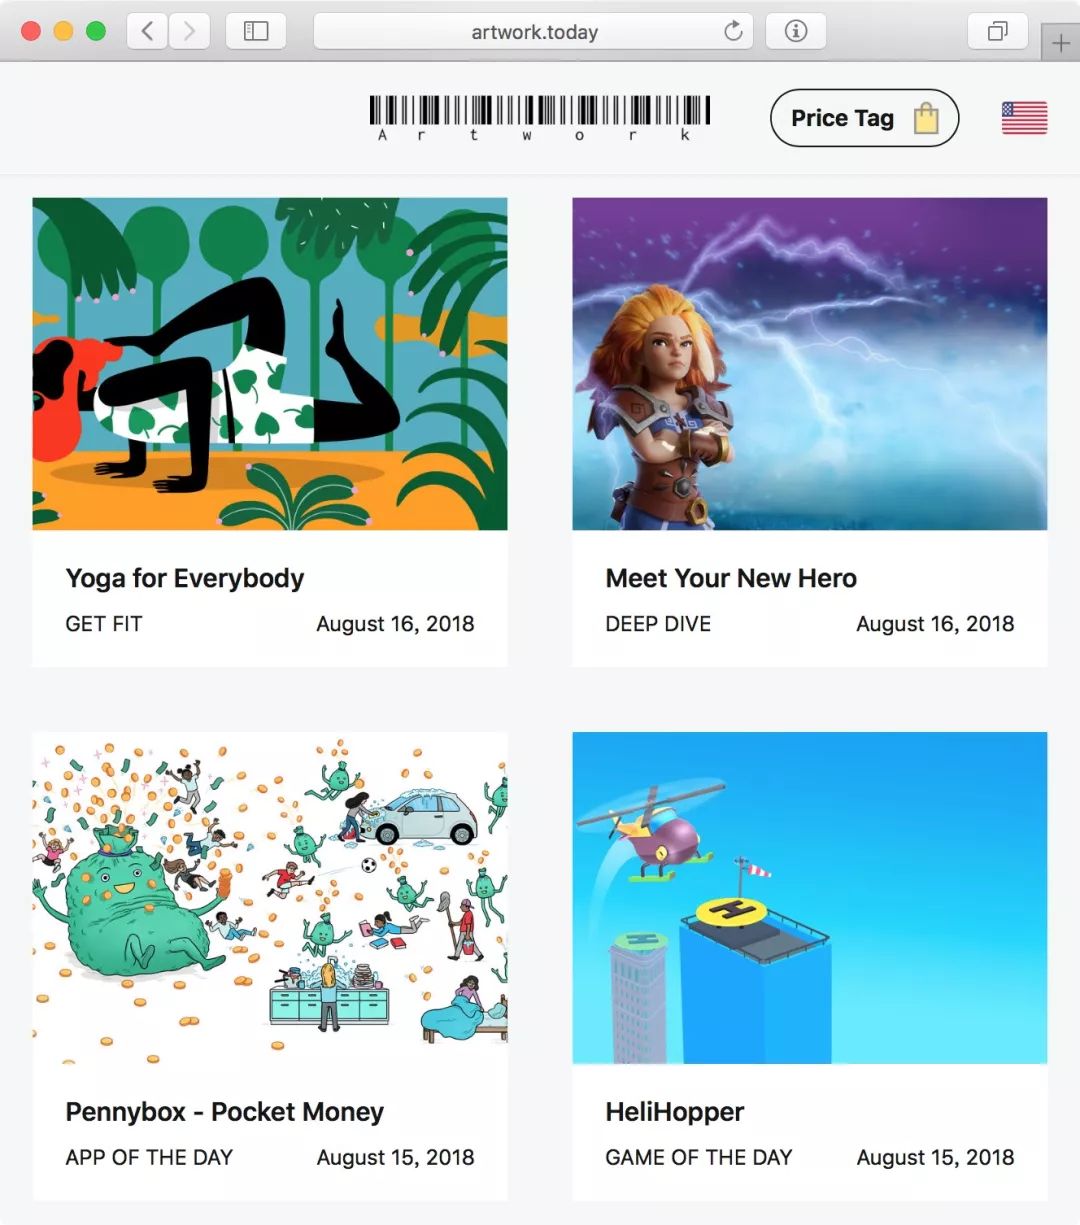 artwork.today
Artwork
Price Tag
Yoga for Everybody
GET FIT August 16, 2018
Meet Your New Hero
DEEP DIVE August 16, 2018
H
H
Pennybox - Pocket Money
APP OF THE DAY August 15, 2018
HeliHopper
GAME OF THE DAY August 15, 2018